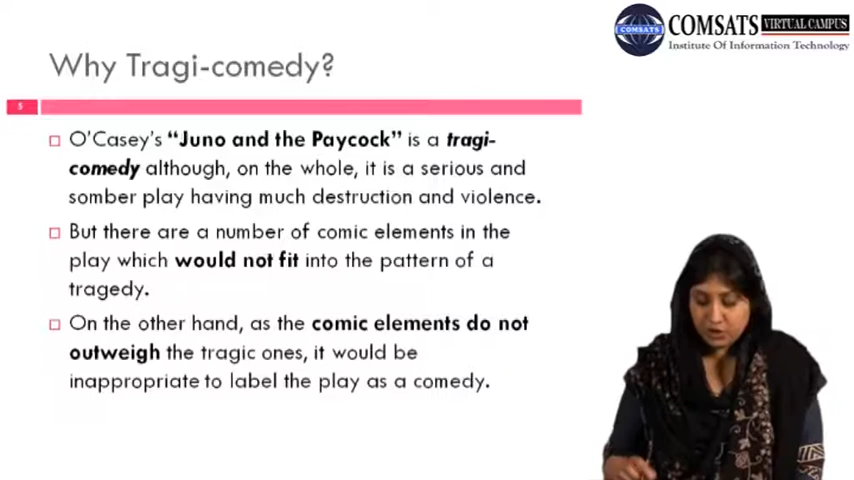 COMSATS
COMSATS VIRTUAL CAMPUS
Institute Of Information Technology
Why Tragi-comedy?
5
O'Casey's "Juno and the Paycock" is a tragi-
comedy although, on the whole, it is a serious and
somber play having much destruction and violence.
But there are a number of comic elements in the
play which would not fit into the pattern of a
tragedy.
On the other hand, as the comic elements do not
outweigh the tragic ones, it would be
inappropriate to label the play as a comedy.